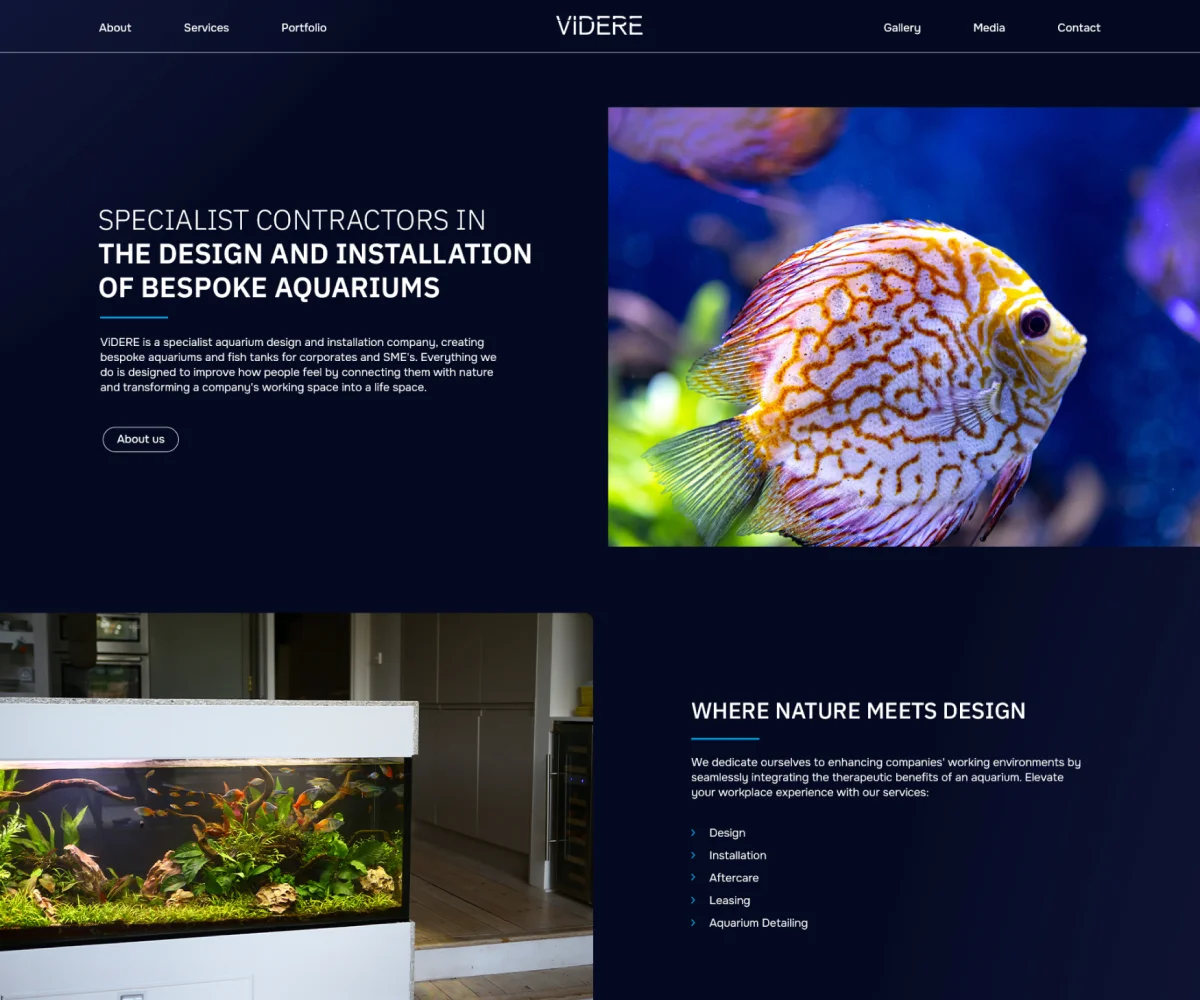 About
Services
Portfolio
ViDERE
Gallery
Media
Contact
SPECIALIST CONTRACTORS IN
THE DESIGN AND INSTALLATION
OF BESPOKE AQUARIUMS
ViDERE is a specialist aquarium design and installation company, creating
bespoke aquariums and fish tanks for corporates and SME's. Everything we
do is designed to improve how people feel by connecting them with nature
and transforming a company's working space into a life space.
About us
WHERE NATURE MEETS DESIGN
We dedicate ourselves to enhancing companies' working environments by
seamlessly integrating the therapeutic benefits of an aquarium. Elevate
your workplace experience with our services:
Design
Installation
Aftercare
Leasing
Aquarium Detailing